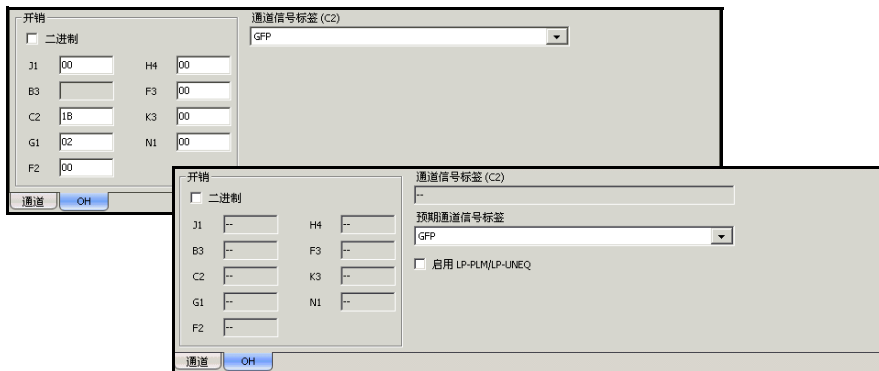 开销
通道信号标签 (C2)
二进制
GFP
J1 00 H4 00
B3 F3 00
C2 1B K3 00
G1 02 N1 00
F2 00
通道 OH
开销
通道信号标签 (C2)
二进制
--
J1 -- H4 --
预期通道信号标签
B3 -- F3 --
GFP
C2 -- K3 --
启用 LP-PLM/LP-UNEQ
G1 -- N1 --
F2 --
通道 OH